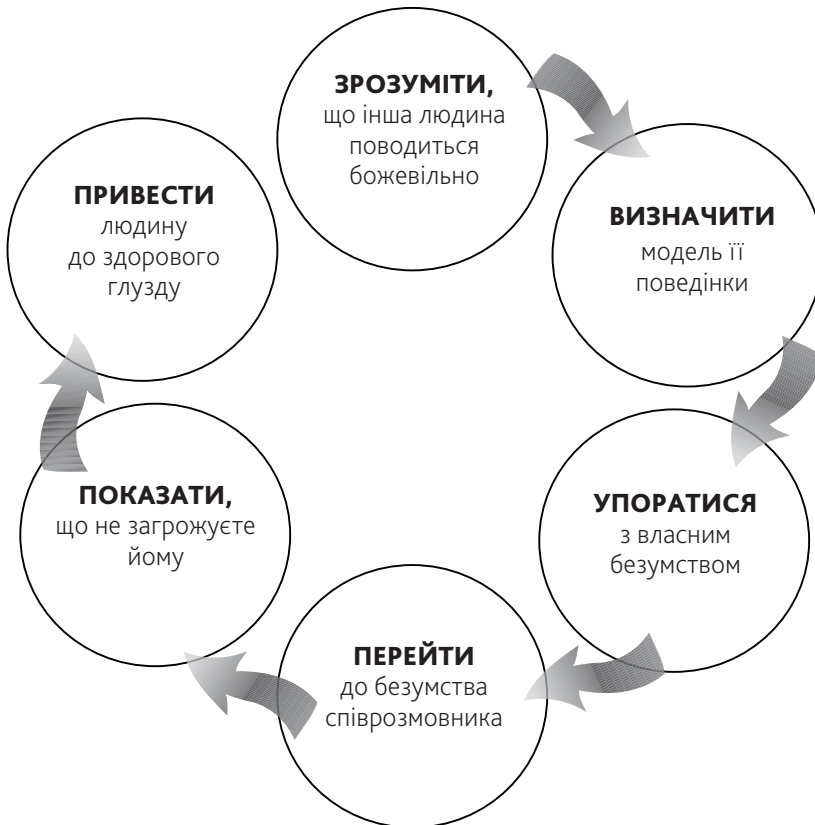 ЗРОЗУМІТИ,
що інша людина
поводиться
божевільно
ВИЗНАЧИТИ
модель її
поведінки
УПОРАТИСЯ
з власним
безумством
ПЕРЕЙТИ
до безумства
співрозмовника
ПОКАЗАТИ,
що не загрожуєте
йому
ПРИВЕСТИ
людину
до здорового
глузду